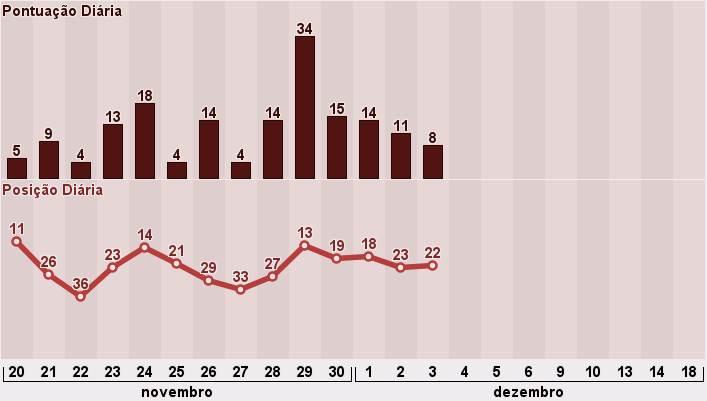 Pontuação Diária
5 9 4 13 18 4 14 4 14 34 15 14 11 8
Posição Diária
11 26 36 23 14 21 29 33 27 13 19 18 23 22
20 21 22 23 24 25 26 27 28 29 30 1 2 3 4 5 6 9 10 13 14 18
novembro dezembro